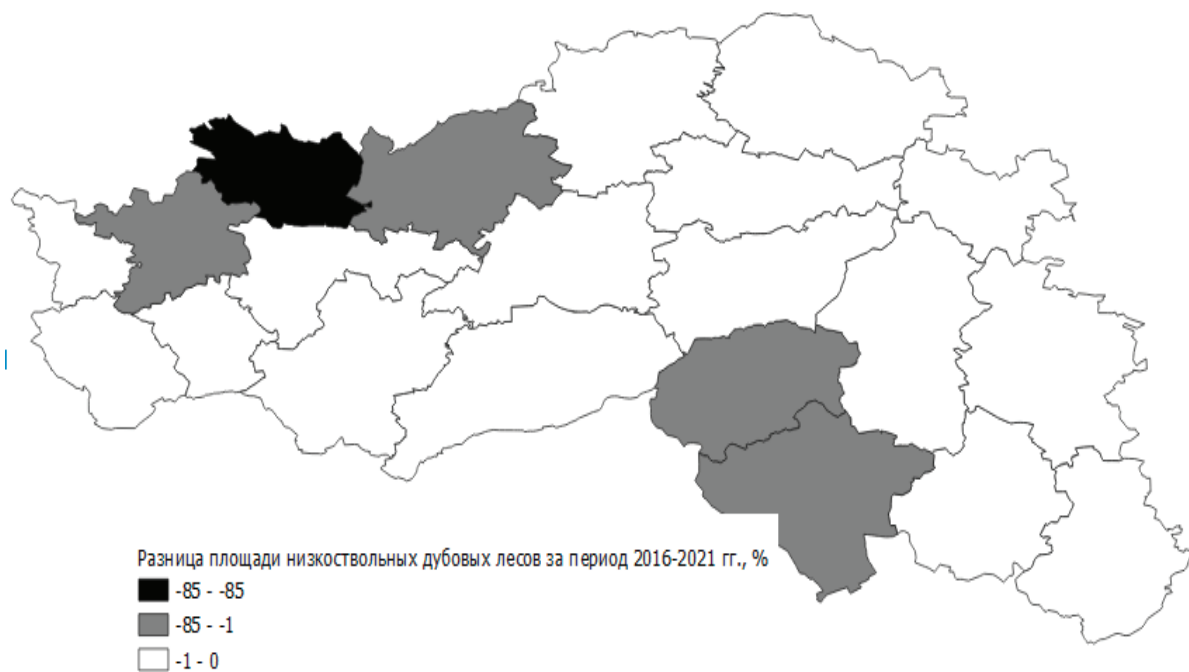 Разница площади низкоствольных дубовых лесов за период 2016-2021 гг., %
-85 - -85
-85 - -1
-1 - 0